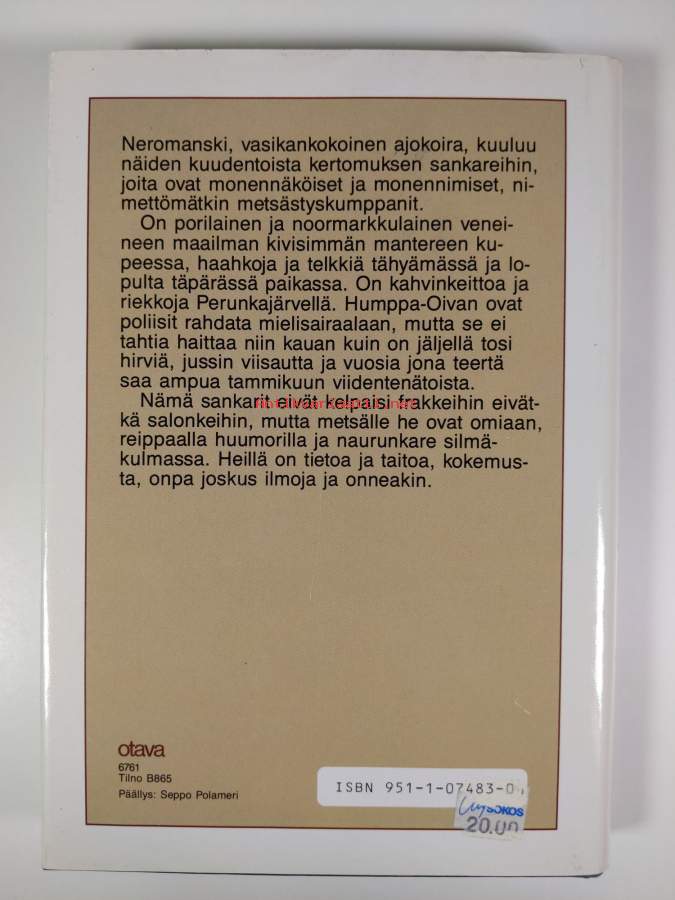 Neromanski, vasikankokoinen ajokoira, kuuluu
näiden kuudentoista kertomuksen sankareihin,
joita ovat monennäköiset ja monennimiset, ni-
mettömätkin metsästyskumppanit.
On porilainen ja noormarkkulainen venei-
neen maailman kivisimmän mantereen ku-
peessa, haahkoja ja telkkiä tähyämässä ja lo-
pulta täpärässä paikassa. On kahvinkeittoa ja
riekkoja Perunkajärvellä. Humppa-Oivan ovat
poliisit rahdata mielisairaalaan, mutta se ei
tahtia haittaa niin kauan kuin on jäljellä tosi
hirviä, jussin viisautta ja vuosia jona teertä
saa ampua tammikuun viidentenätoista.
Nämä sankarit eivät kelpaisi frakkeihin eivät-
kä salonkeihin, mutta metsälle he ovat omiaan,
reippaalla huumorilla ja naurunkare silmä-
kulmassa. Heillä on tietoa ja taitoa, kokemus-
ta, onpa joskus ilmoja ja onneakin.
otava
6761
Tilno B865
Päällys: Seppo Polameri
ISBN 951-1-07483-0
SOKOS
20.00